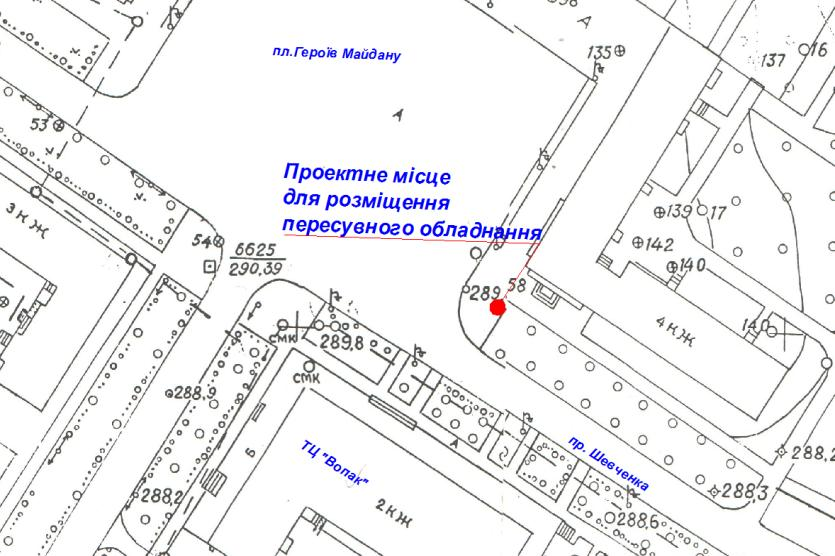 98 А
135
16
137
пл.Героїв Майдану
А
53
Проектне місце
для розміщення
пересувного обладнання
139
17
3 КЖ
54
6625
290,39
142
140
289,58
4 КЖ
140
смк
289,8
смк
288,9
А
пр. Шевченка
Б
ТЦ "Вопак"
288,2
288,2
288,3
2 КЖ
288,6